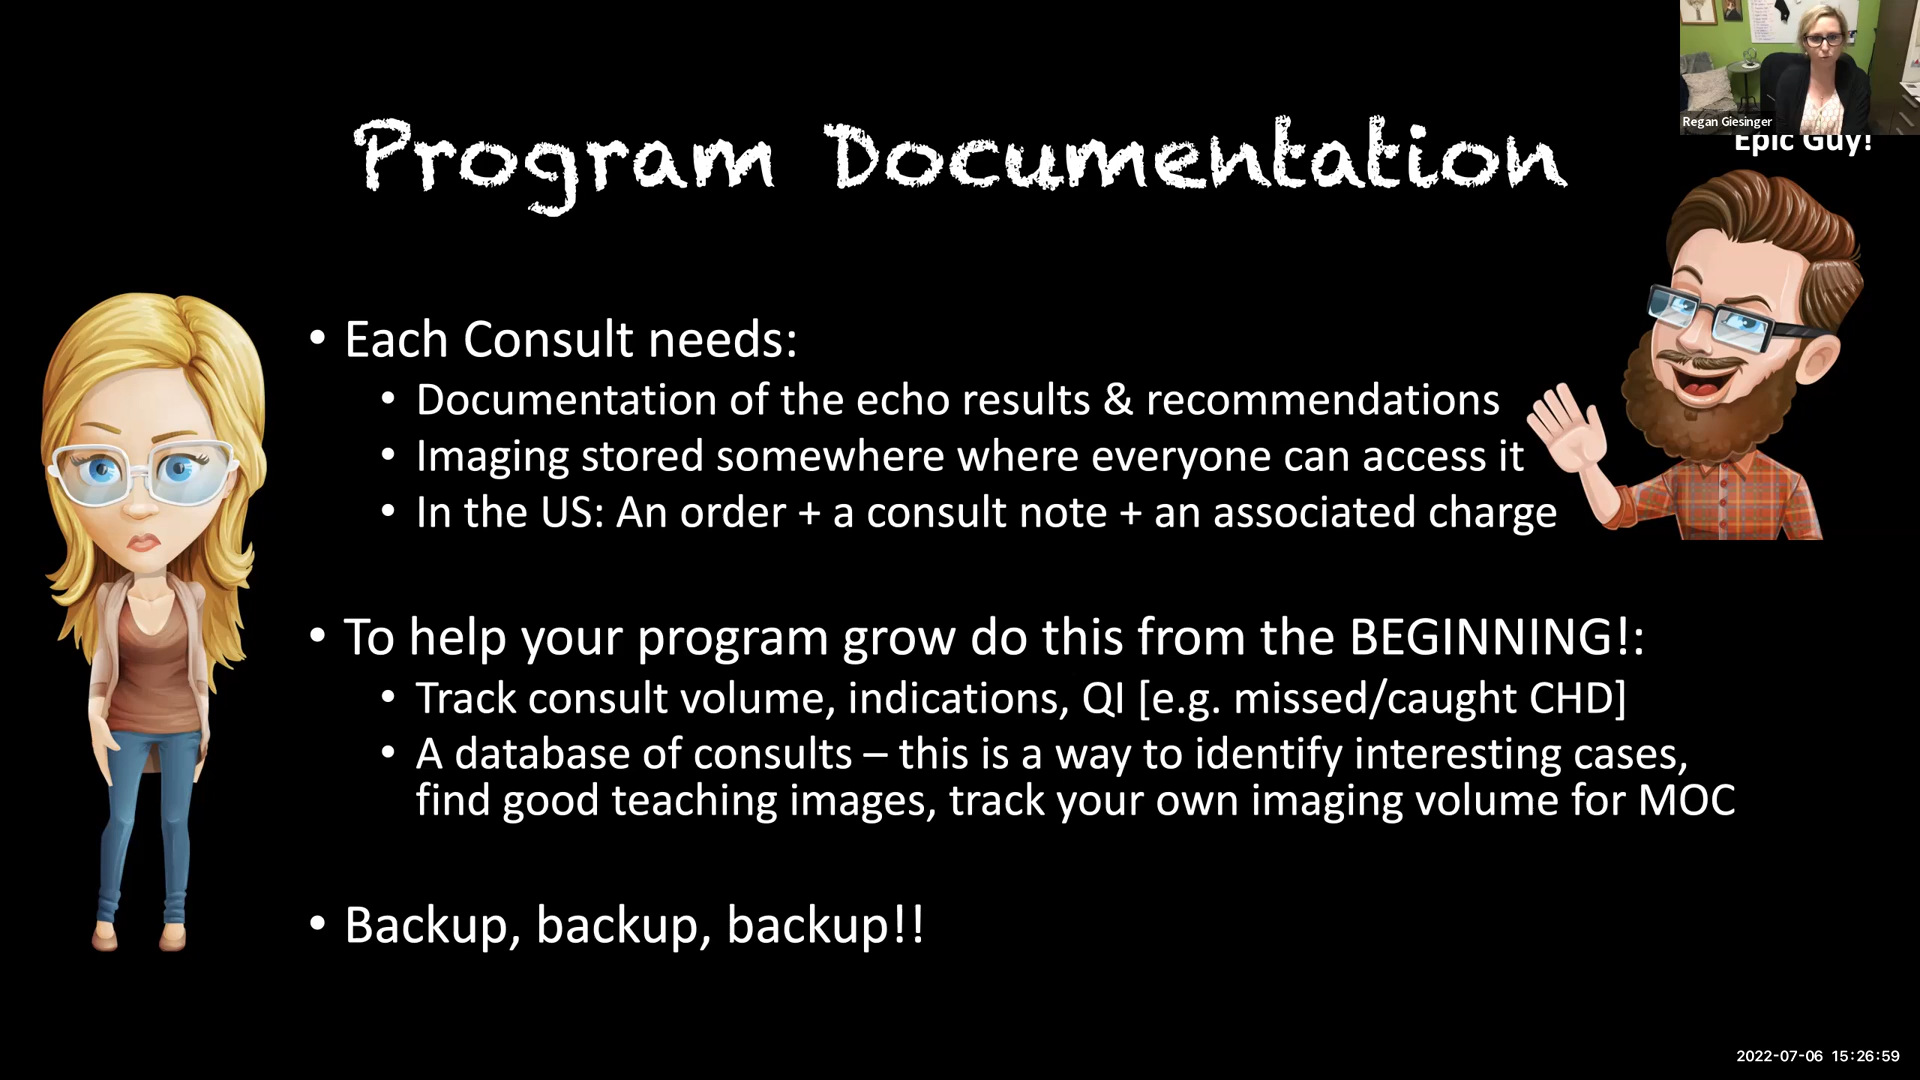 Regan Giesinger
Epic Guy!
Program Documentation
• Each Consult needs:
• Documentation of the echo results & recommendations
• Imaging stored somewhere where everyone can access it
• In the US: An order + a consult note + an associated charge
• To help your program grow do this from the BEGINNING!:
• Track consult volume, indications, QI [e.g. missed/caught CHD]
• A database of consults – this is a way to identify interesting cases,
find good teaching images, track your own imaging volume for MOC
• Backup, backup, backup!!
2022-07-06 15:26:59